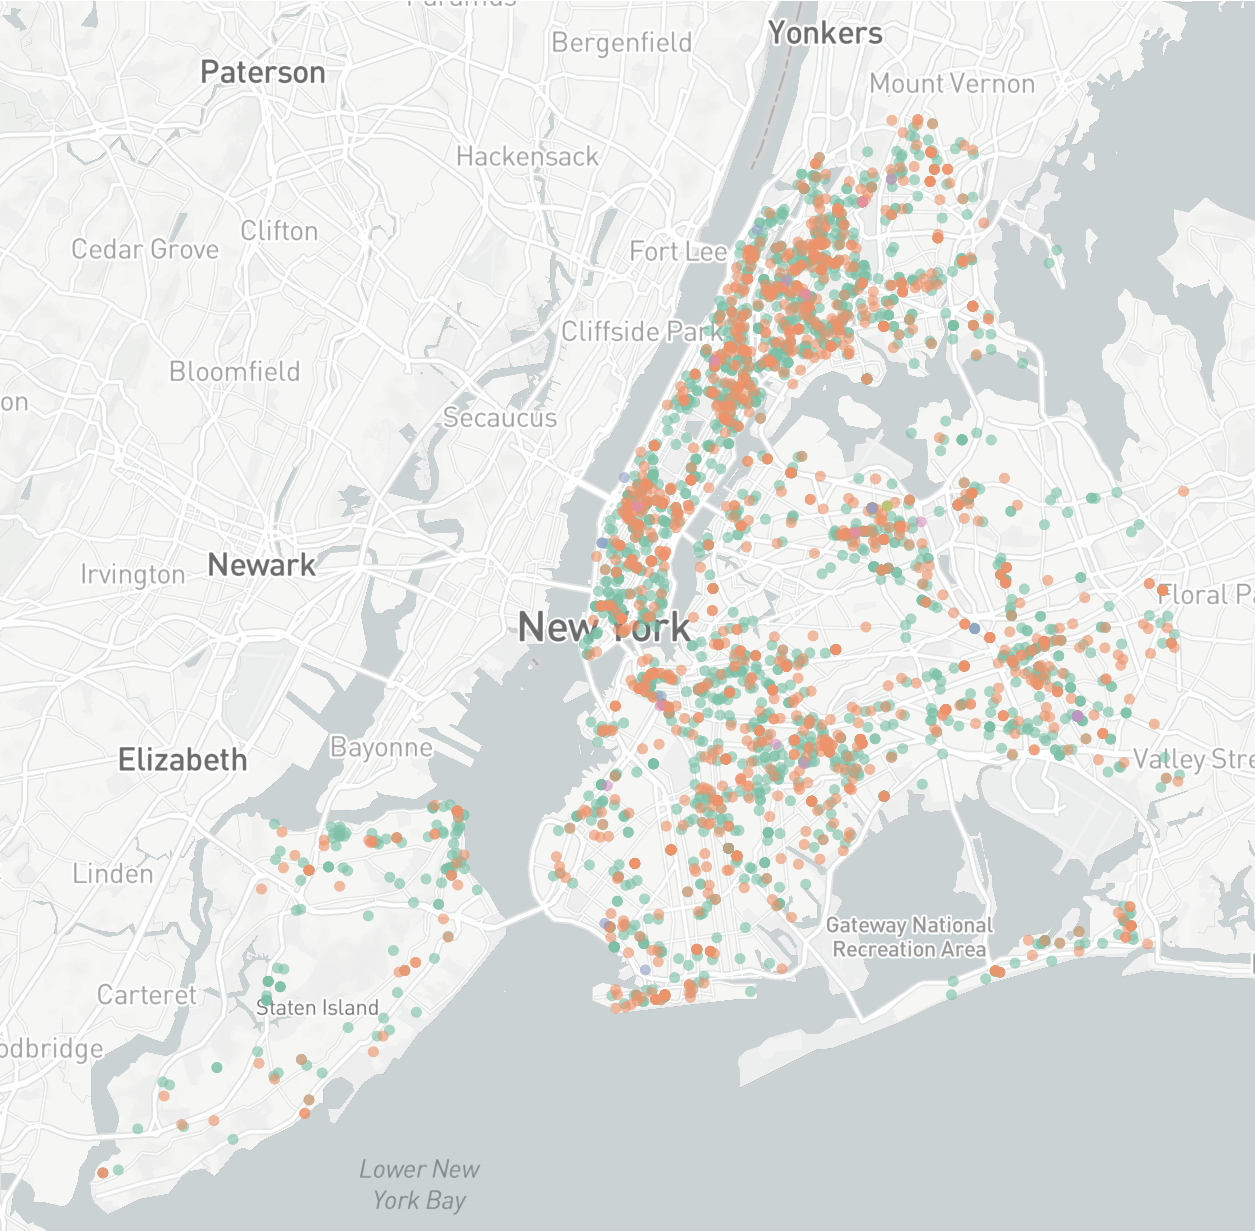 Paramus
Yonkers
Bergenfield
Paterson
Mount Vernon
Hackensack
Clifton
Cedar Grove
Fort Lee
Cliffside Park
Bloomfield
on
Secaucus
Newark
Irvington
Floral Pa
New York
Bayonne
Elizabeth
Valley Stre
Linden
Gateway National
Recreation Area
Carteret
Staten Island
odbridge
Lower New
York Bay